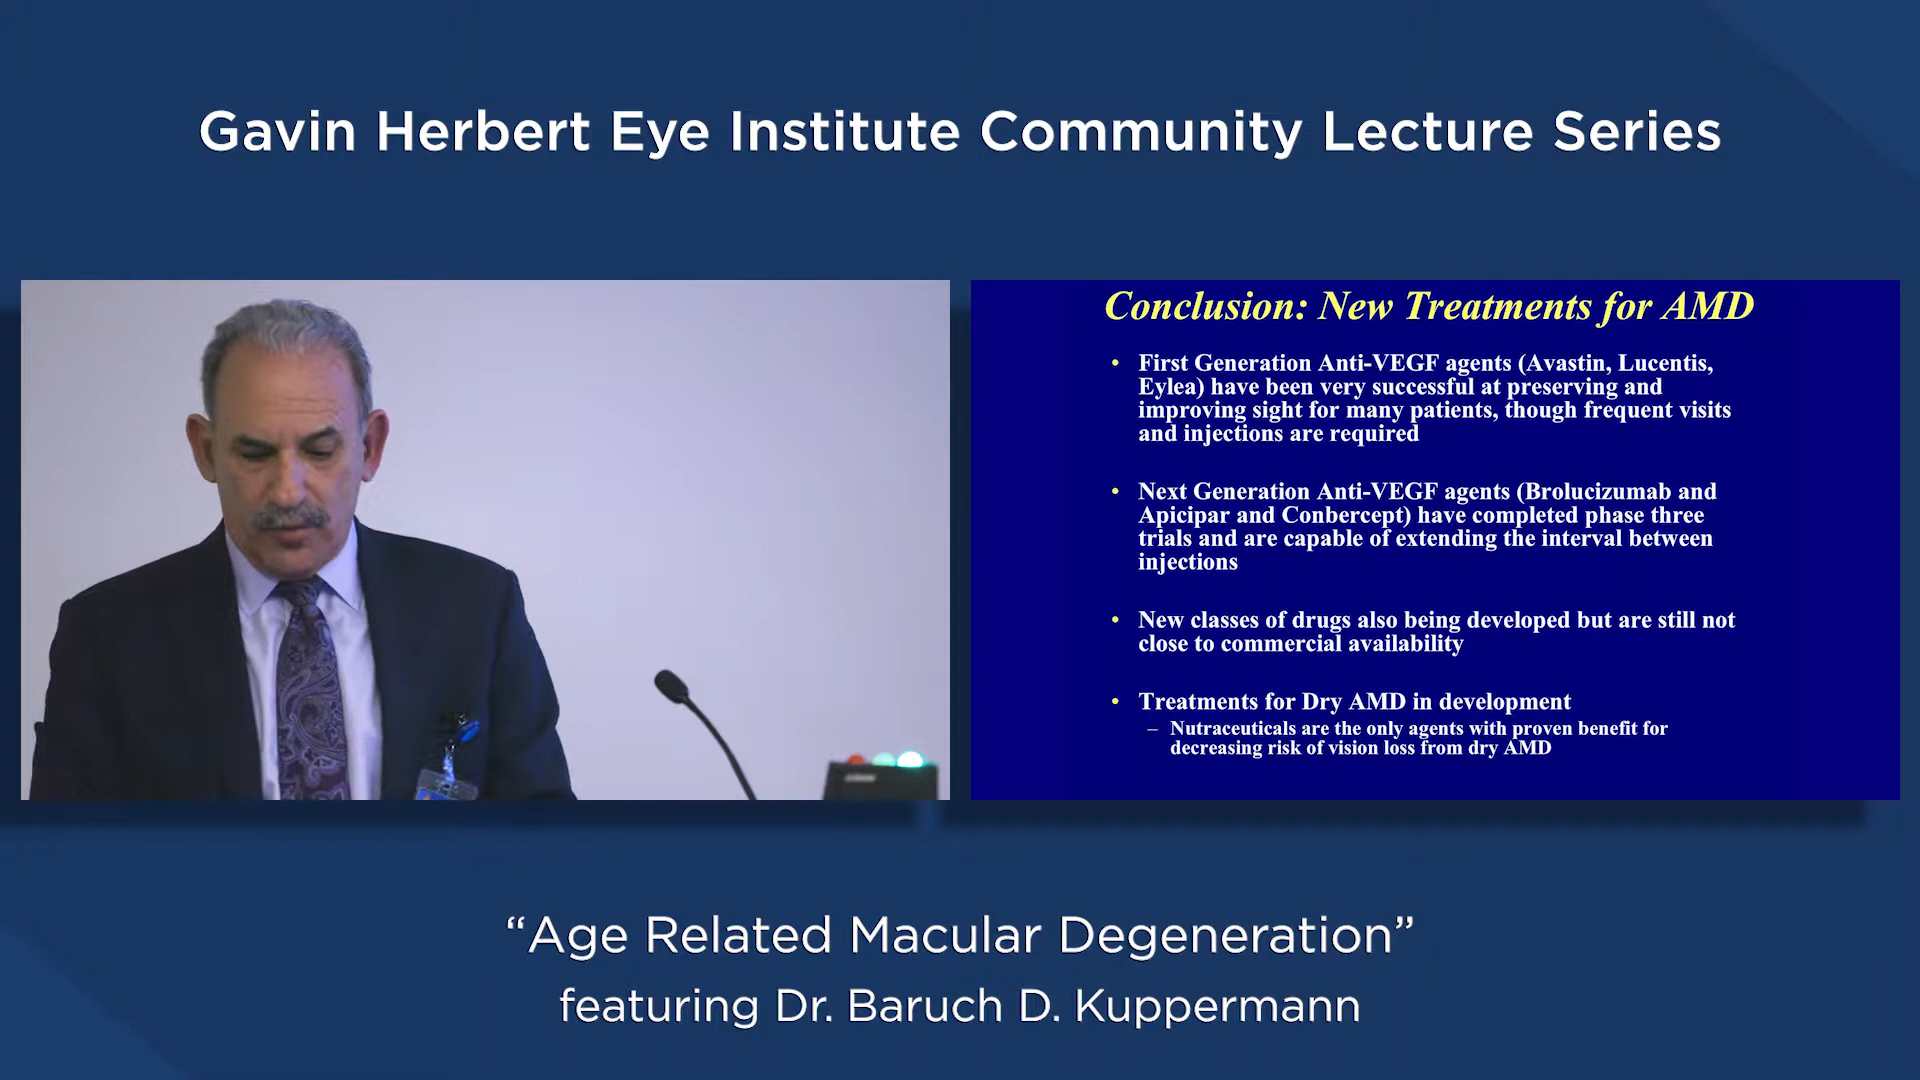 Gavin Herbert Eye Institute Community Lecture Series
Conclusion: New Treatments for AMD
• First Generation Anti-VEGF agents (Avastin, Lucentis,
Eylea) have been very successful at preserving and
improving sight for many patients, though frequent visits
and injections are required
• Next Generation Anti-VEGF agents (Brolucizumab and
Apicipar and Conbercept) have completed phase three
trials and are capable of extending the interval between
injections
• New classes of drugs also being developed but are still not
close to commercial availability
• Treatments for Dry AMD in development
– Nutraceuticals are the only agents with proven benefit for
decreasing risk of vision loss from dry AMD
“Age Related Macular Degeneration”
featuring Dr. Baruch D. Kuppermann